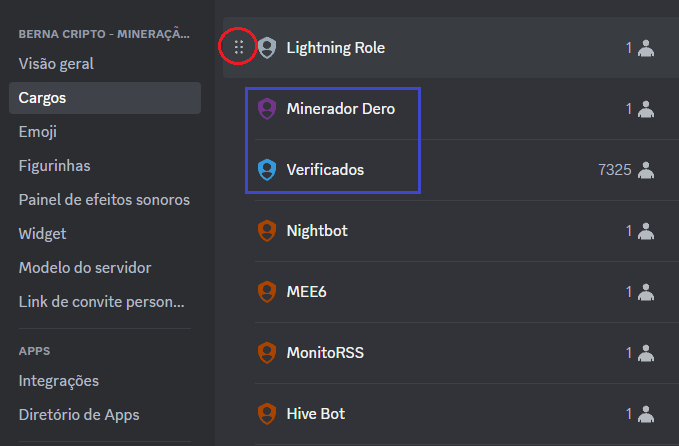 BERNA CRIPTO - MINERAÇÃ...
Visão geral
Cargos
Emoji
Figurinhas
Painel de efeitos sonoros
Widget
Modelo do servidor
Link de convite person...
APPS
Integrações
Diretório de Apps
Lightning Role 1
Minerador Dero 1
Verificados 7325
Nightbot 1
MEE6 1
MonitoRSS 1
Hive Bot 1